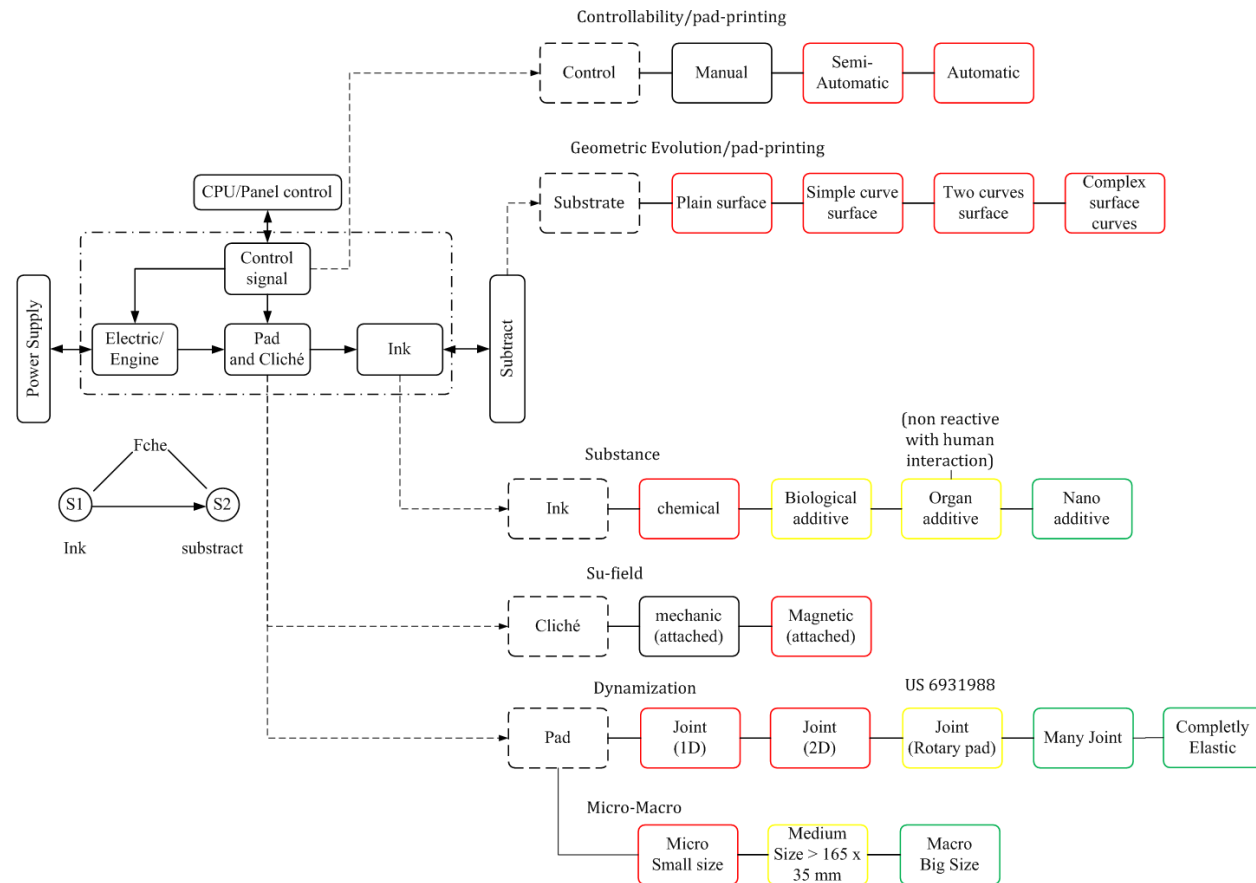 Controllability/pad-printing
Control
Manual
Semi-
Automatic
Automatic
Geometric Evolution/pad-printing
Substrate
Plain surface
Simple curve
surface
Two curves
surface
Complex
surface
curves
CPU/Panel control
Control
signal
Power Supply
Electric/
Engine
Pad
and Cliché
Ink
Subtract
Fche
S1
S2
Ink
substract
(non reactive
with human
interaction)
Substance
Ink
chemical
Biological
additive
Organ
additive
Nano
additive
Su-field
Cliché
mechanic
(attached)
Magnetic
(attached)
Dynamization
US 6931988
Pad
Joint
(1D)
Joint
(2D)
Joint
(Rotary pad)
Many Joint
Completly
Elastic
Micro-Macro
Micro
Small size
Medium
Size > 165 x
35 mm
Macro
Big Size